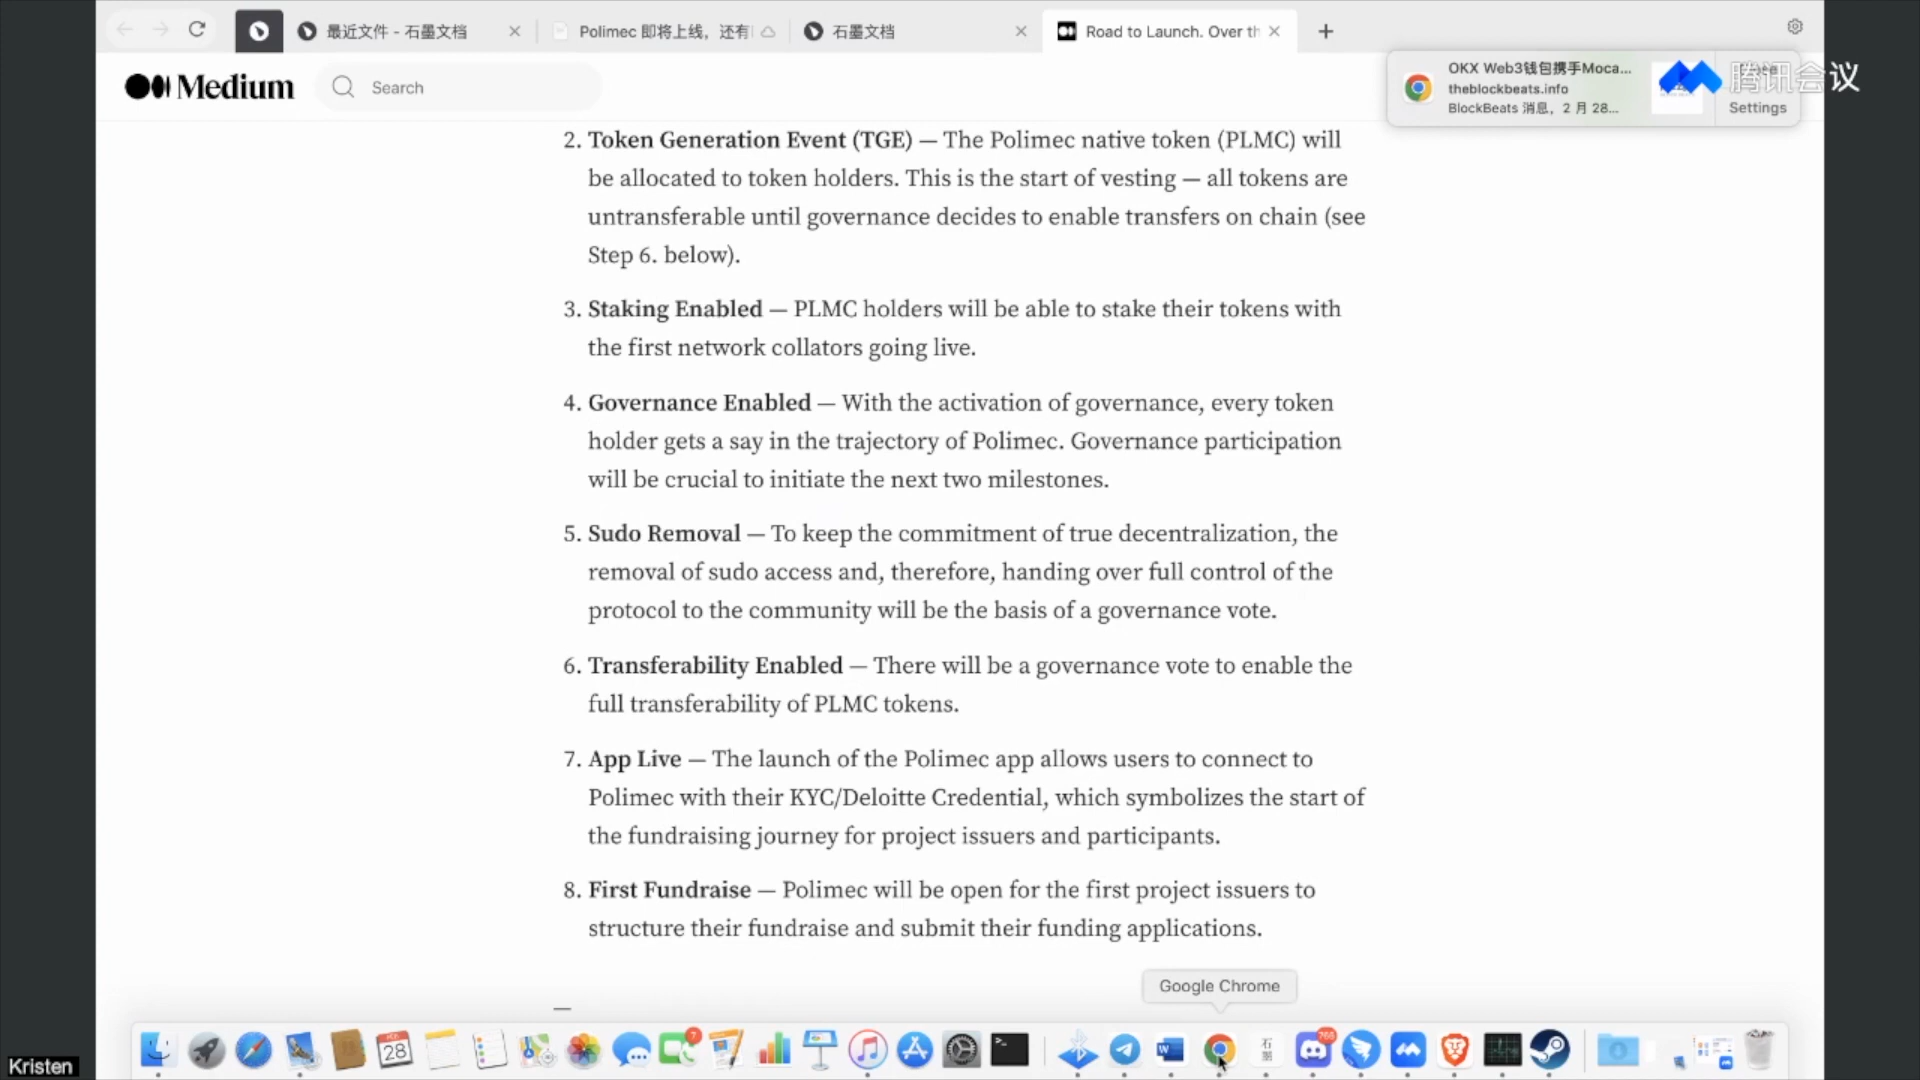 最近文件 - 石墨文档
Polimec 即将上线，还有
石墨文档
Road to Launch. Over th
Medium
Search
OKX Web3钱包携手Moca...
theblockbeats.info
BlockBeats 消息，2 月 28...
Settings
腾讯会议
2. Token Generation Event (TGE) — The Polimec native token (PLMC) will
be allocated to token holders. This is the start of vesting — all tokens are
untransferable until governance decides to enable transfers on chain (see
Step 6. below).
3. Staking Enabled — PLMC holders will be able to stake their tokens with
the first network collators going live.
4. Governance Enabled — With the activation of governance, every token
holder gets a say in the trajectory of Polimec. Governance participation
will be crucial to initiate the next two milestones.
5. Sudo Removal — To keep the commitment of true decentralization, the
removal of sudo access and, therefore, handing over full control of the
protocol to the community will be the basis of a governance vote.
6. Transferability Enabled — There will be a governance vote to enable the
full transferability of PLMC tokens.
7. App Live — The launch of the Polimec app allows users to connect to
Polimec with their KYC/Deloitte Credential, which symbolizes the start of
the fundraising journey for project issuers and participants.
8. First Fundraise — Polimec will be open for the first project issuers to
structure their fundraise and submit their funding applications.
—
Google Chrome
28
7
W
石墨
Kristen